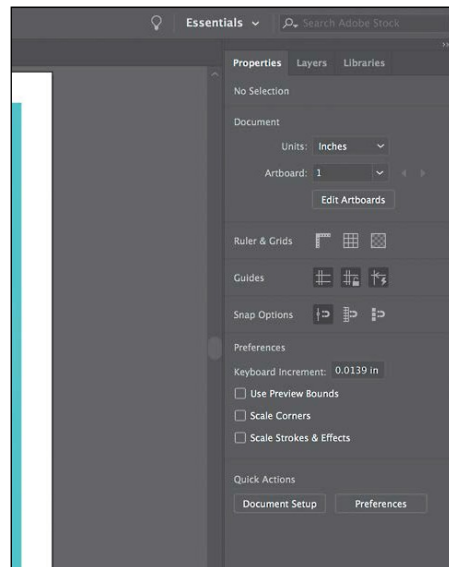 Essentials
Search Adobe Stock
Properties Layers Libraries
No Selection
Document
Units: Inches
Artboard: 1
Edit Artboards
Ruler & Grids
Guides
Snap Options
Preferences
Keyboard Increment: 0.0139 in
Use Preview Bounds
Scale Corners
Scale Strokes & Effects
Quick Actions
Document Setup Preferences